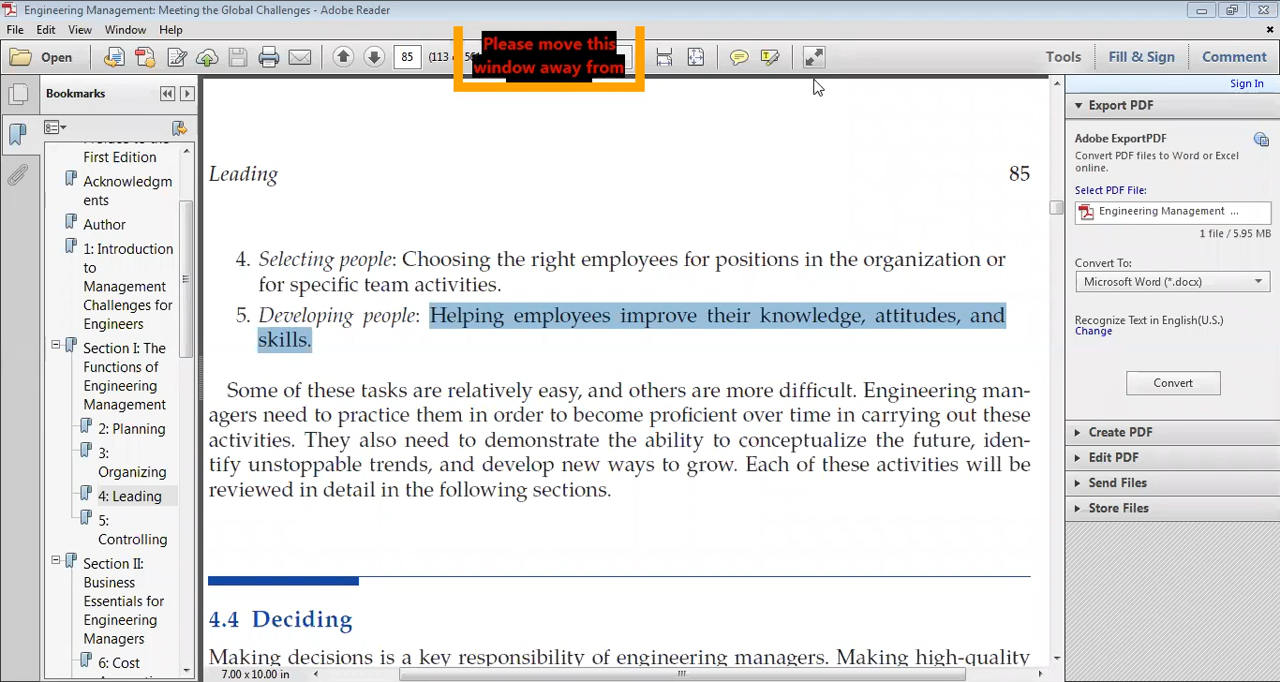 Engineering Management: Meeting the Global Challenges - Adobe Reader
File Edit View Window Help
Open
85
(113
Please move this
window away from
Tools
Fill & Sign
Comment
Bookmarks
First Edition
Acknowledgm
ents
Author
1: Introduction
to
Management
Challenges for
Engineers
Section I: The
Functions of
Engineering
Management
2: Planning
3:
Organizing
4: Leading
5:
Controlling
Section II:
Business
Essentials for
Engineering
Managers
6: Cost
Leading 85
4. Selecting people: Choosing the right employees for positions in the organization or
for specific team activities.
5. Developing people: Helping employees improve their knowledge, attitudes, and
skills.
Some of these tasks are relatively easy, and others are more difficult. Engineering man-
agers need to practice them in order to become proficient over time in carrying out these
activities. They also need to demonstrate the ability to conceptualize the future, iden-
tify unstoppable trends, and develop new ways to grow. Each of these activities will be
reviewed in detail in the following sections.
4.4 Deciding
Making decisions is a key responsibility of engineering managers. Making high-quality
7.00 x 10.00 in
Sign In
Export PDF
Adobe ExportPDF
Convert PDF files to Word or Excel
online.
Select PDF File:
Engineering Management ...
1 file / 5.95 MB
Convert To:
Microsoft Word (*.docx)
Recognize Text in English(U.S.)
Change
Convert
Create PDF
Edit PDF
Send Files
Store Files